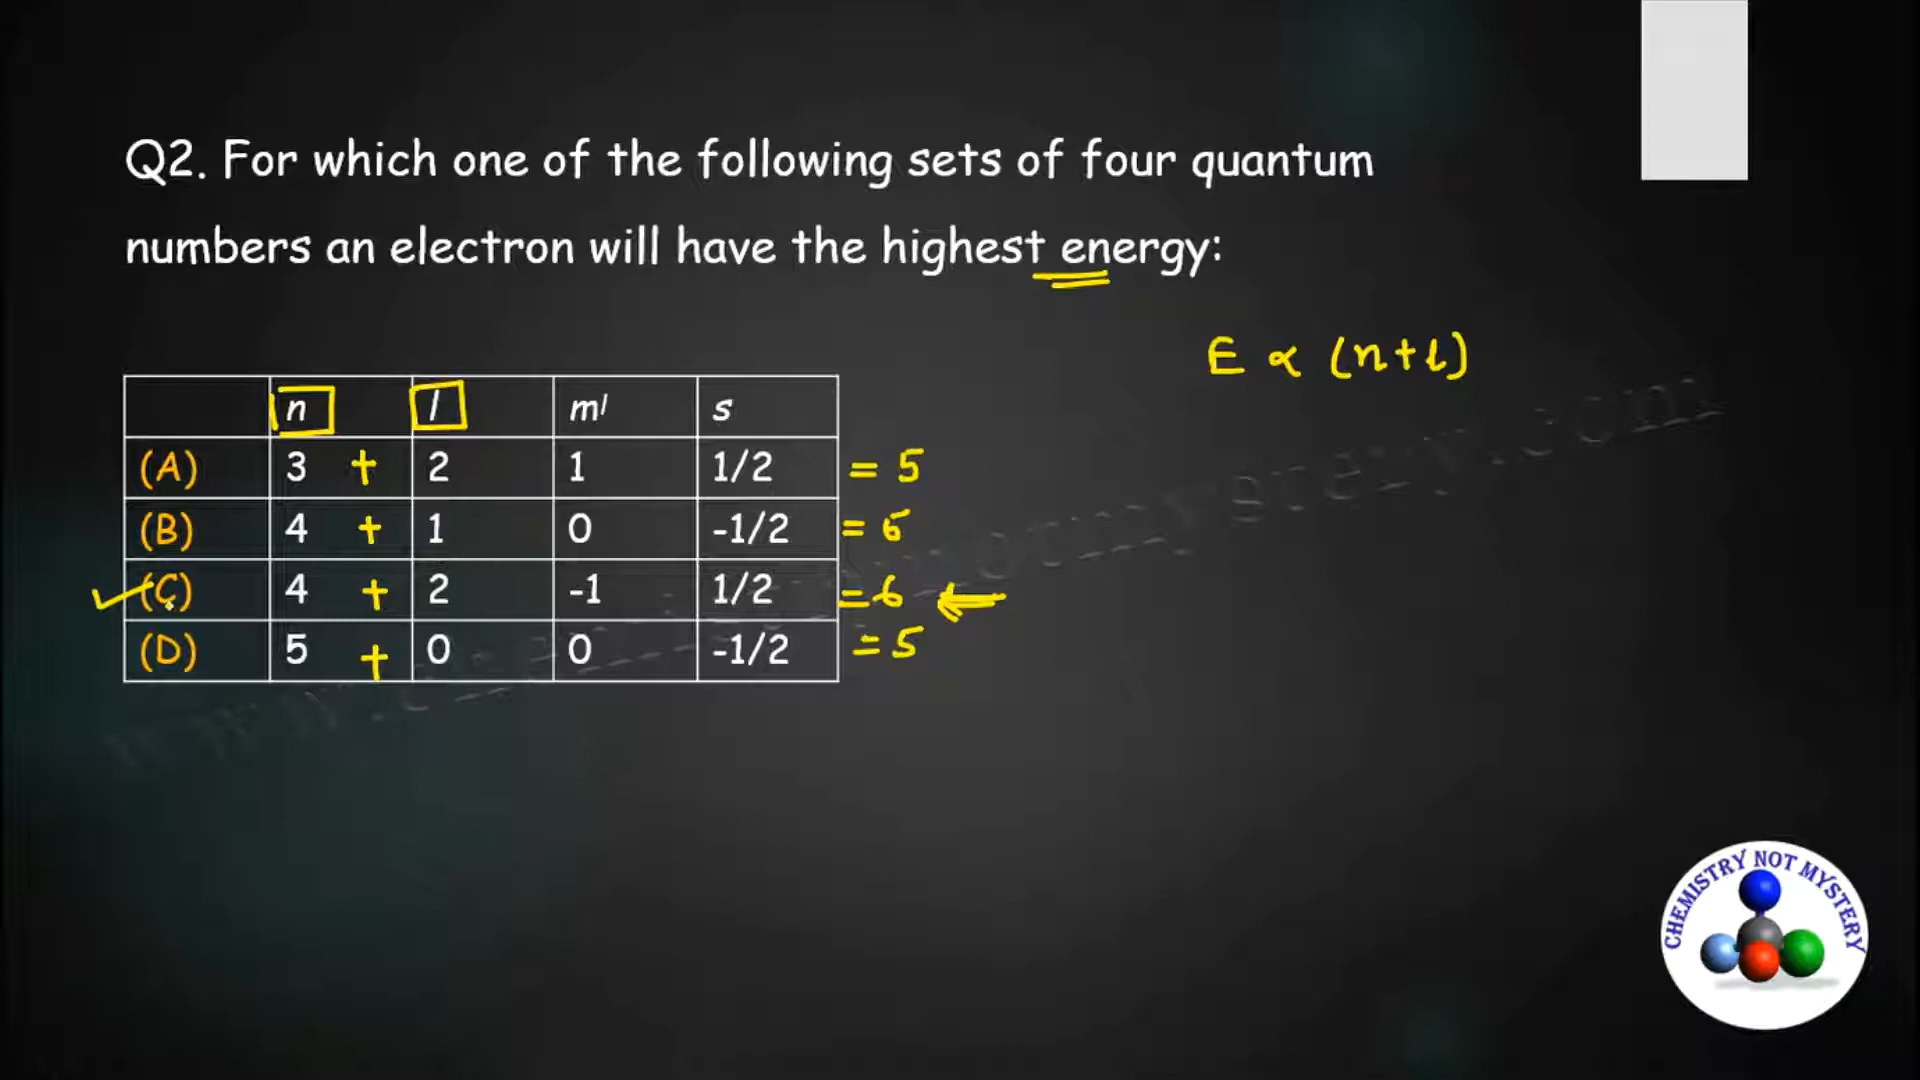 Q2. For which one of the following sets of four quantum
numbers an electron will have the highest energy:
E ∝ (n+l)
n l ml s
(A) 3 + 2 1 1/2 = 5
(B) 4 + 1 0 -1/2 = 5
(C) 4 + 2 -1 1/2 = 6
(D) 5 + 0 0 -1/2 = 5
CHEMISTRY NOT MYSTERY